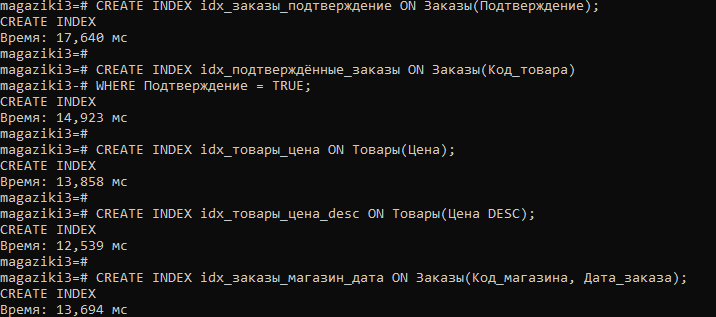 magaziki3=# CREATE INDEX idx_заказы_подтверждение ON Заказы(Подтверждение);
CREATE INDEX
Время: 17,640 мс
magaziki3=#
magaziki3=# CREATE INDEX idx_подтверждённые_заказы ON Заказы(Код_товара)
magaziki3-# WHERE Подтверждение = TRUE;
CREATE INDEX
Время: 14,923 мс
magaziki3=#
magaziki3=# CREATE INDEX idx_товары_цена ON Товары(Цена);
CREATE INDEX
Время: 13,858 мс
magaziki3=#
magaziki3=# CREATE INDEX idx_товары_цена_desc ON Товары(Цена DESC);
CREATE INDEX
Время: 12,539 мс
magaziki3=#
magaziki3=# CREATE INDEX idx_заказы_магазин_дата ON Заказы(Код_магазина, Дата_заказа);
CREATE INDEX
Время: 13,694 мс